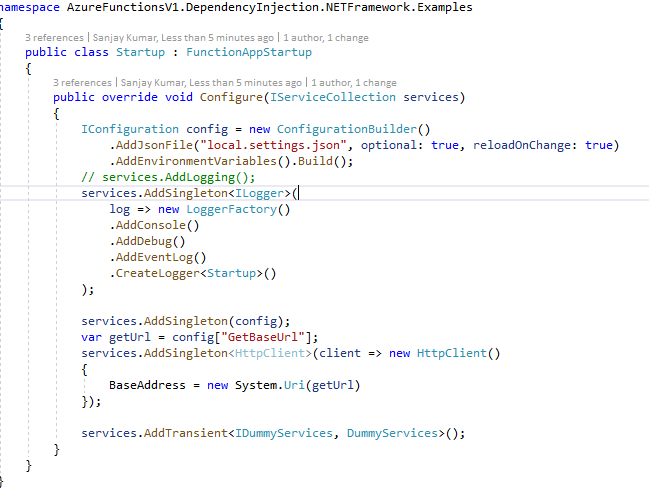 namespace AzureFunctionsV1.DependencyInjection.NETFramework.Examples
{
3 references | Sanjay Kumar, Less than 5 minutes ago | 1 author, 1 change
public class Startup : FunctionAppStartup
{
3 references | Sanjay Kumar, Less than 5 minutes ago | 1 author, 1 change
public override void Configure(IServiceCollection services)
{
IConfiguration config = new ConfigurationBuilder()
.AddJsonFile("local.settings.json", optional: true, reloadOnChange: true)
.AddEnvironmentVariables().Build();
// services.AddLogging();
services.AddSingleton<ILogger>(
log => new LoggerFactory()
.AddConsole()
.AddDebug()
.AddEventLog()
.CreateLogger<Startup>()
);
services.AddSingleton(config);
var getUrl = config["GetBaseUrl"];
services.AddSingleton<HttpClient>(client => new HttpClient()
{
BaseAddress = new System.Uri(getUrl)
});
services.AddTransient<IDummyServices, DummyServices>();
}
}
}